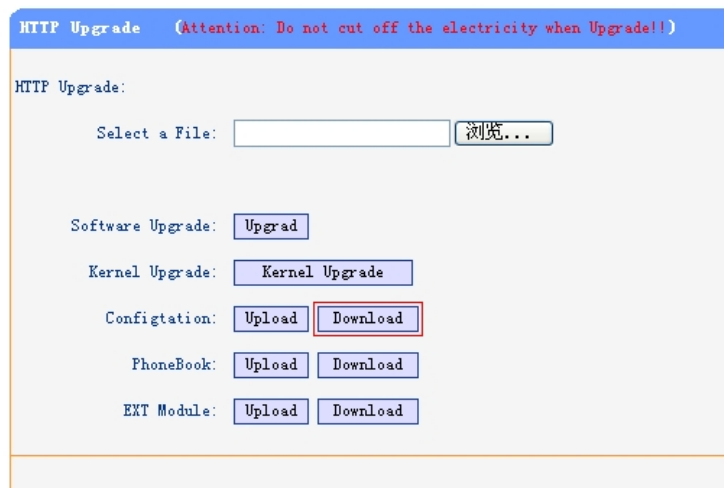 HTTP Upgrade (Attention: Do not cut off the electricity when Upgrade!!)
HTTP Upgrade:
Select a File: 浏览...
Software Upgrade: Upgrad
Kernel Upgrade: Kernel Upgrade
Configtation: Upload Download
PhoneBook: Upload Download
EXT Module: Upload Download